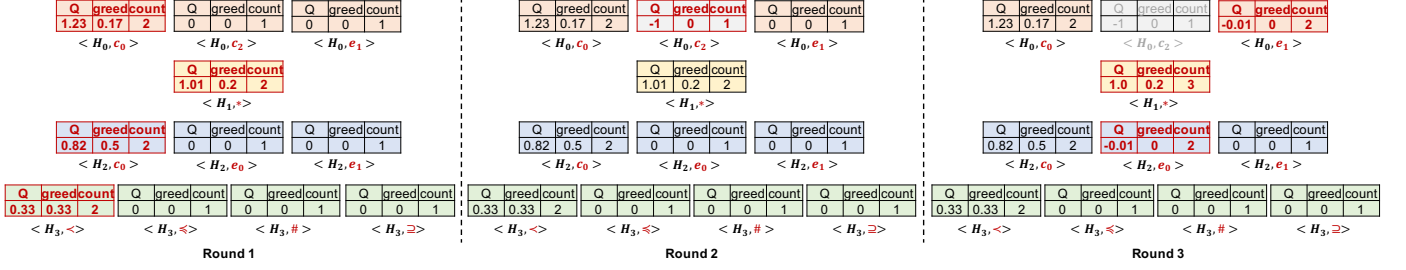 Q greed count Q greed count Q greed count
1.23 0.17 2 0 0 1 0 0 1
< H₀, c₀ > < H₀, c₂ > < H₀, e₁ >
Q greed count
1.01 0.2 2
< H₁, * >
Q greed count Q greed count Q greed count
0.82 0.5 2 0 0 1 0 0 1
< H₂, c₀ > < H₂, e₀ > < H₂, e₁ >
Q greed count Q greed count Q greed count Q greed count
0.33 0.33 2 0 0 1 0 0 1 0 0 1
< H₃, ≺ > < H₃, ≼ > < H₃, # > < H₃, ⊒ >
Round 1
Q greed count Q greed count Q greed count
1.23 0.17 2 -1 0 1 0 0 1
< H₀, c₀ > < H₀, c₂ > < H₀, e₁ >
Q greed count
1.01 0.2 2
< H₁, * >
Q greed count Q greed count Q greed count
0.82 0.5 2 0 0 1 0 0 1
< H₂, c₀ > < H₂, e₀ > < H₂, e₁ >
Q greed count Q greed count Q greed count Q greed count
0.33 0.33 2 0 0 1 0 0 1 0 0 1
< H₃, ≺ > < H₃, ≼ > < H₃, # > < H₃, ⊒ >
Round 2
Q greed count Q greed count Q greed count
1.23 0.17 2 -1 0 1 -0.01 0 2
< H₀, c₀ > < H₀, c₂ > < H₀, e₁ >
Q greed count
1.0 0.2 3
< H₁, * >
Q greed count Q greed count Q greed count
0.82 0.5 2 -0.01 0 2 0 0 1
< H₂, c₀ > < H₂, e₀ > < H₂, e₁ >
Q greed count Q greed count Q greed count Q greed count
0.33 0.33 2 0 0 1 0 0 1 0 0 1
< H₃, ≺ > < H₃, ≼ > < H₃, # > < H₃, ⊒ >
Round 3